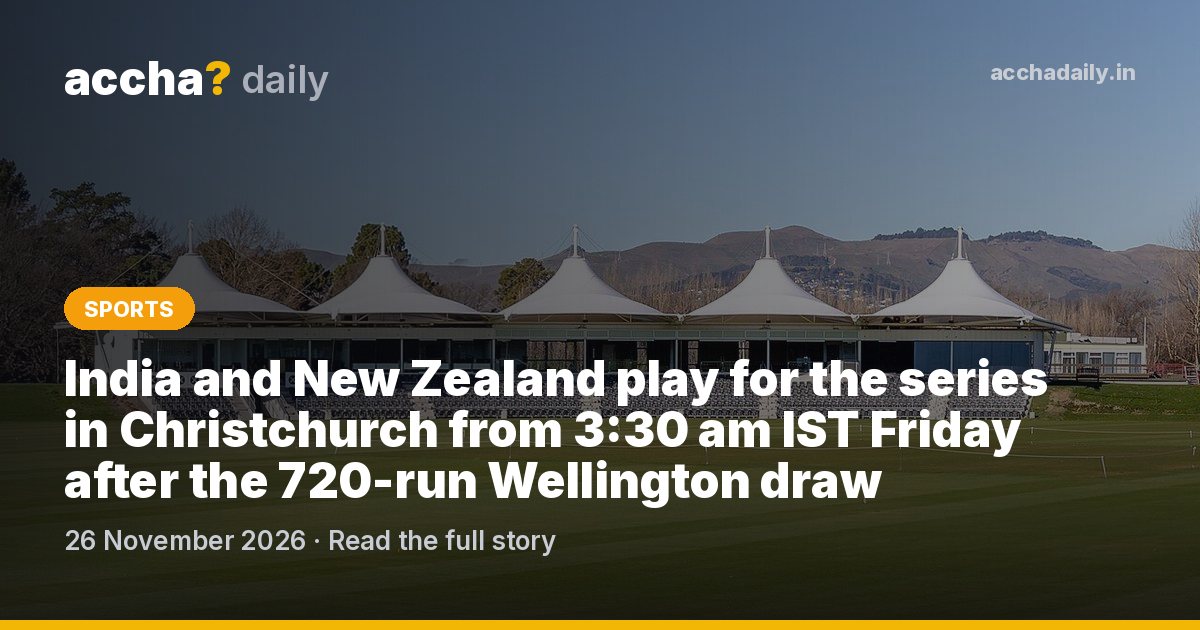 accha? daily
acchadaily.in
SPORTS
India and New Zealand play for the series
in Christchurch from 3:30 am IST Friday
after the 720-run Wellington draw
26 November 2026 · Read the full story